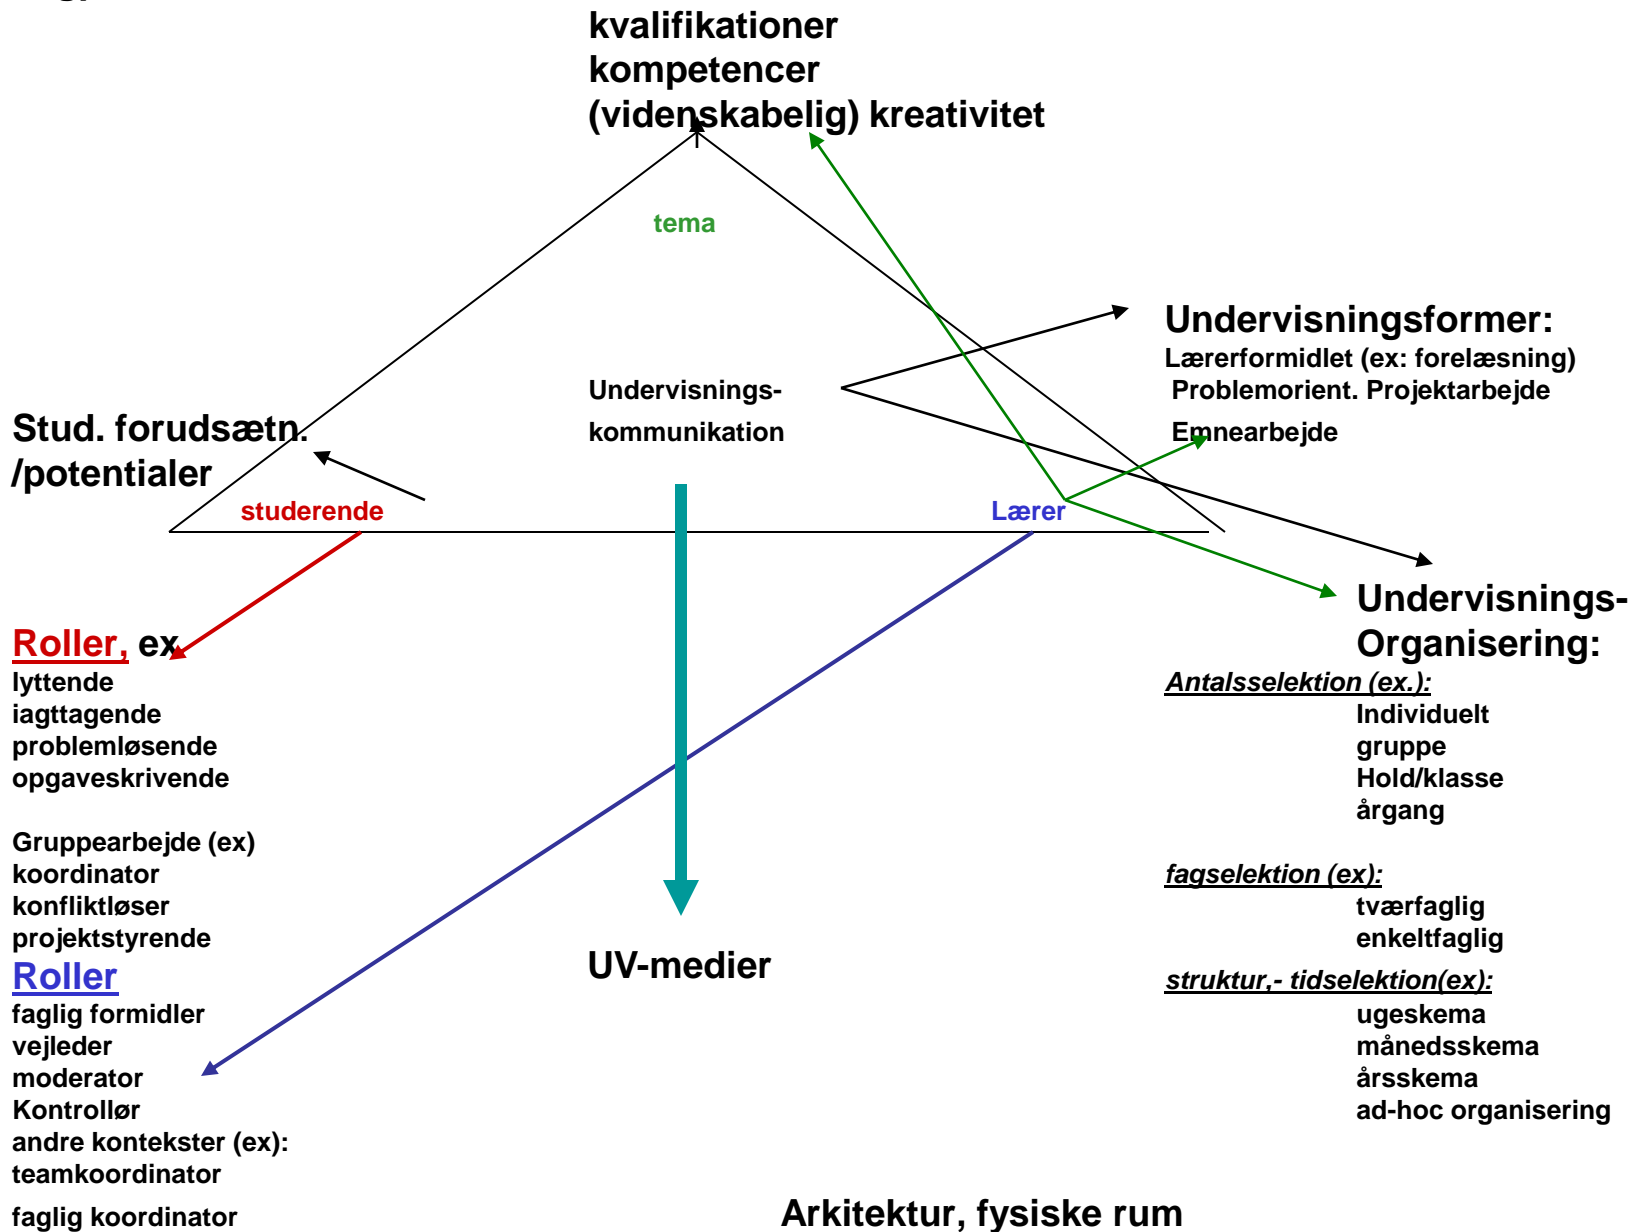 kvalifikationer
kompetencer
(videnskabelig) kreativitet
tema
Undervisningsformer:
Lærerformidlet (ex: forelæsning)
Problemorient. Projektarbejde
Emnearbejde
Undervisnings-
kommunikation
Stud. forudsætn.
/potentialer
studerende
Lærer
Undervisnings-
Organisering:
Antalsselektion (ex.):
Individuelt
gruppe
Hold/klasse
årgang
fagselektion (ex):
tværfaglig
enkeltfaglig
struktur,- tidselektion(ex):
ugeskema
månedsskema
årsskema
ad-hoc organisering
Roller, ex
lyttende
iagttagende
problemløsende
opgaveskrivende
Gruppearbejde (ex)
koordinator
konfliktløser
projektstyrende
Roller
faglig formidler
vejleder
moderator
Kontrollør
andre kontekster (ex):
teamkoordinator
faglig koordinator
UV-medier
Arkitektur, fysiske rum